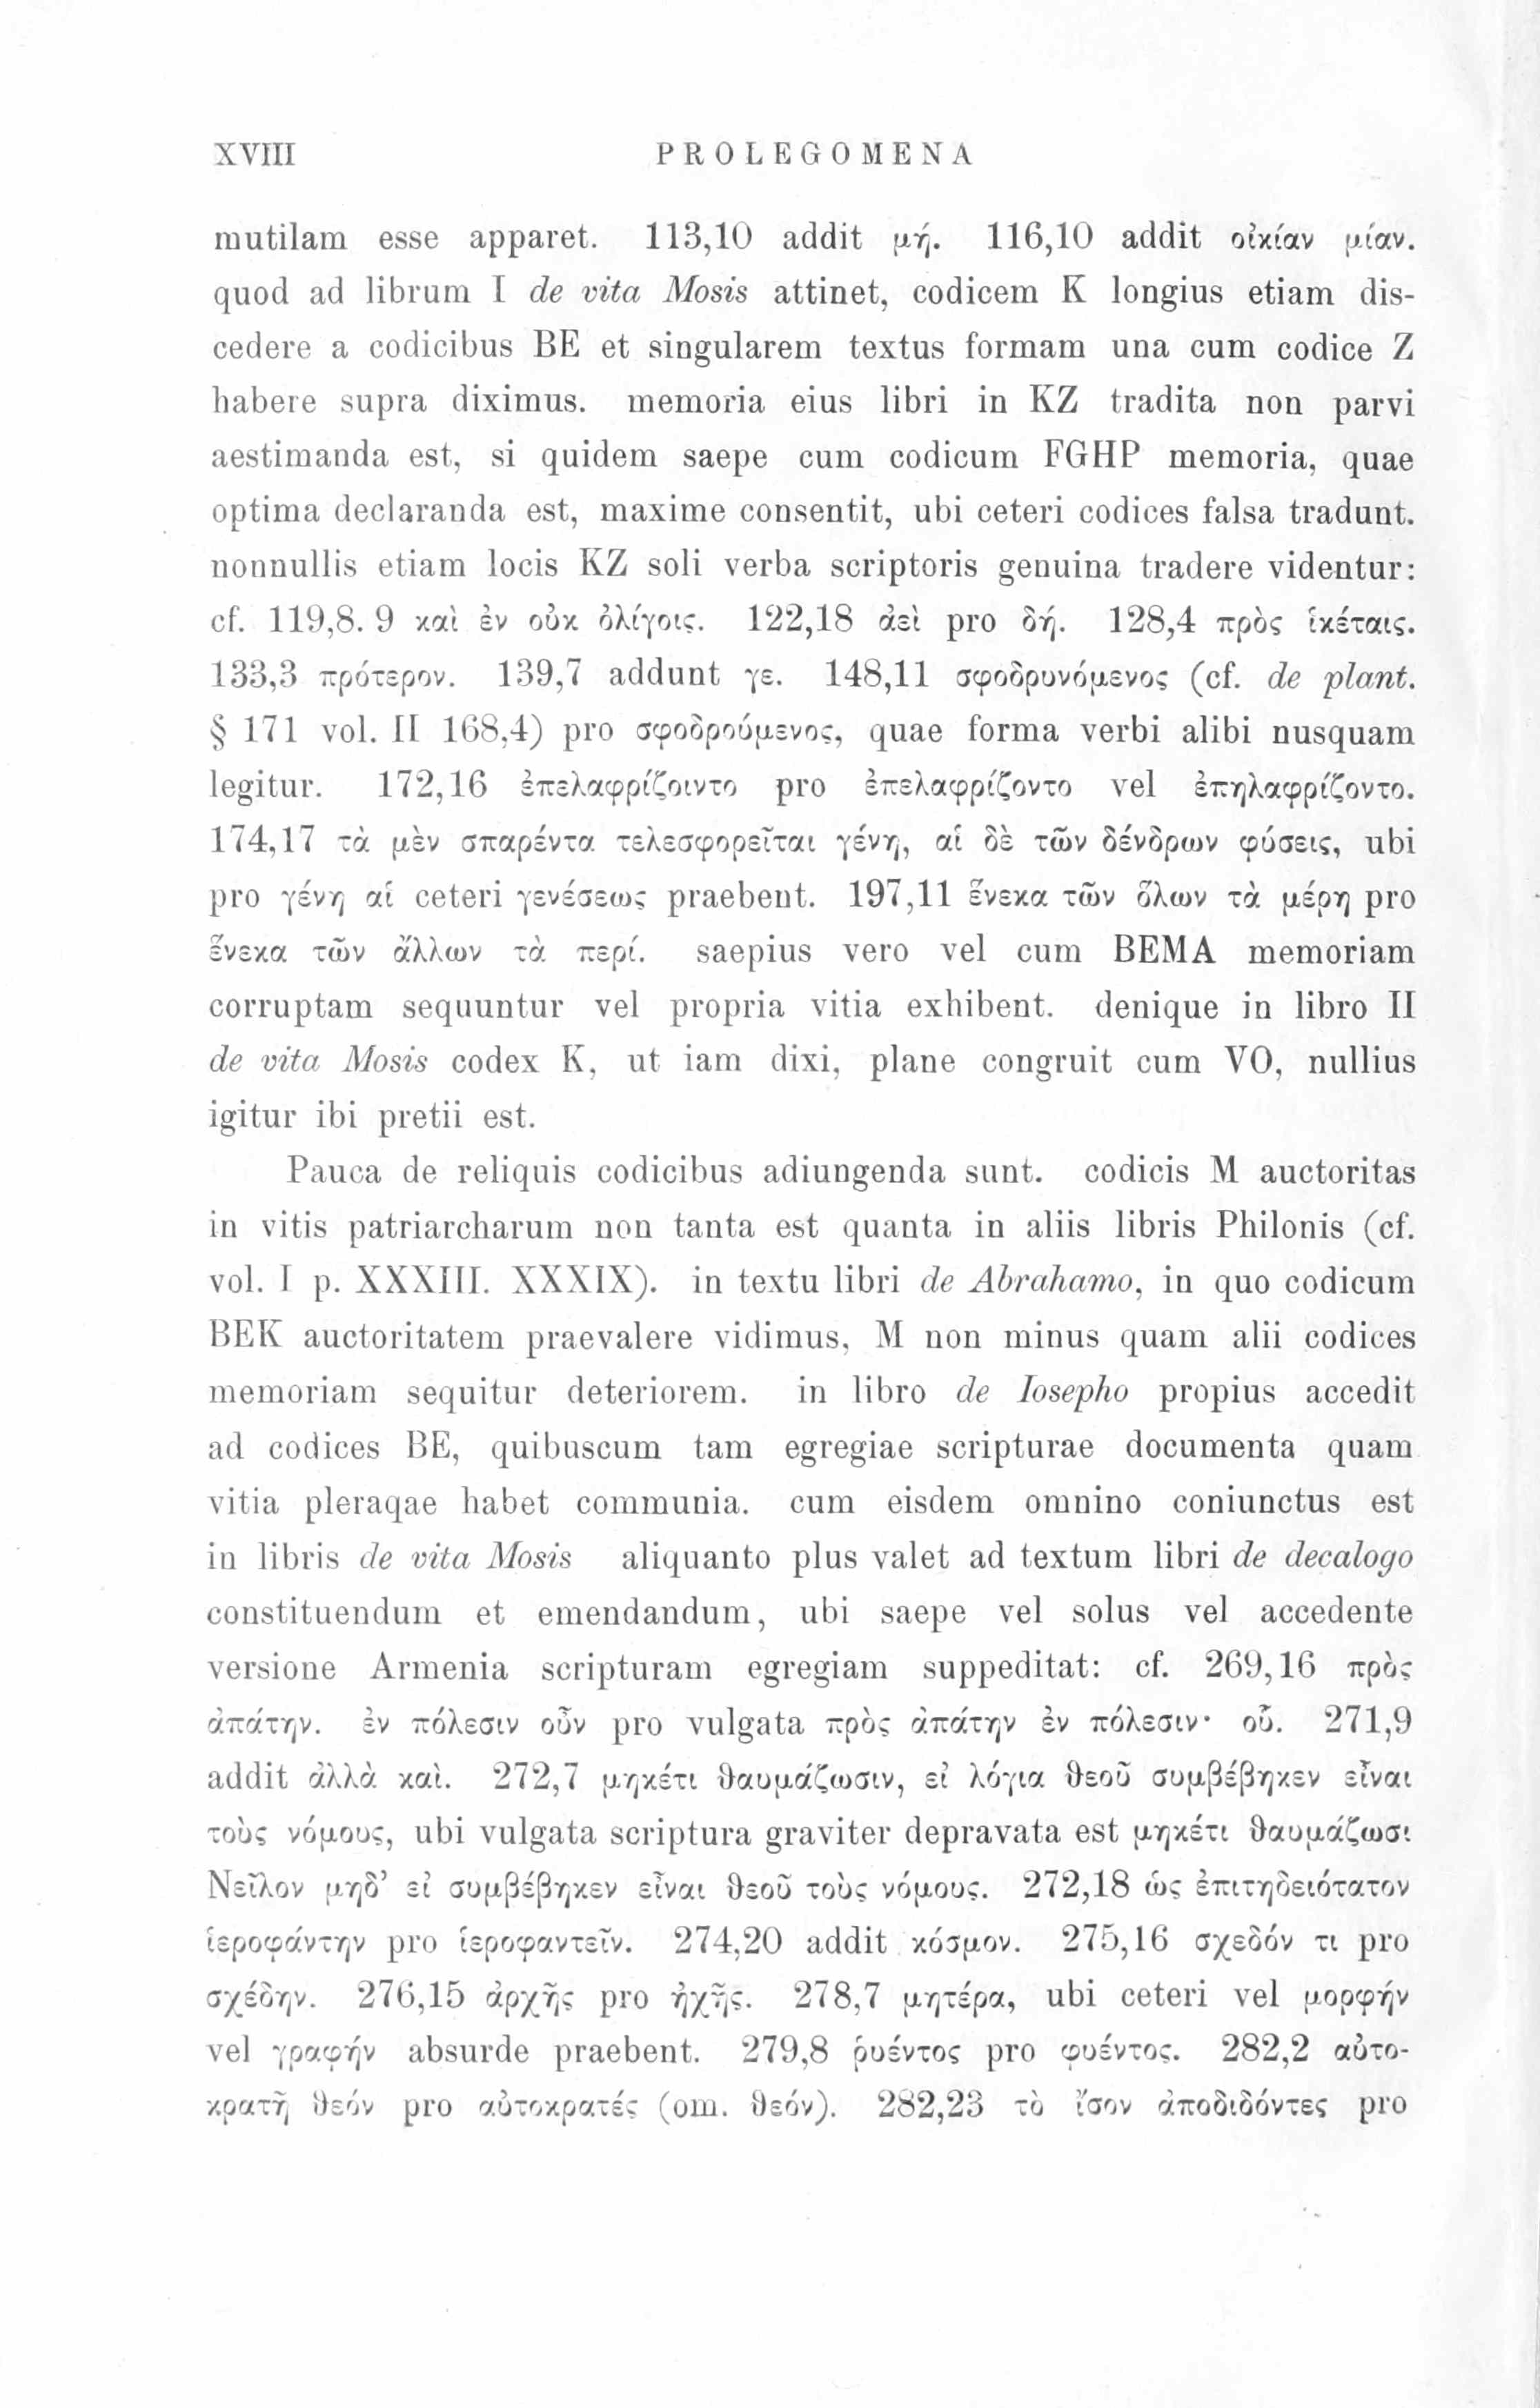 XVIII PROLEGOMENA
mutilam esse apparet. 113,10 addit μή. 116,10 addit οἰκίαν μίαν.
quod ad librum I de vita Mosis attinet, codicem K longius etiam dis-
cedere a codicibus BE et singularem textus formam una cum codice Z
habere supra diximus. memoria eius libri in KZ tradita non parvi
aestimanda est, si quidem saepe cum codicum FGHP memoria, quae
optima declaranda est, maxime consentit, ubi ceteri codices falsa tradunt.
nonnullis etiam locis KZ soli verba scriptoris genuina tradere videntur:
cf. 119,8. 9 καὶ ἐν οὐκ ὀλίγοις. 122,18 ἀεὶ pro δή. 128,4 πρὸς ἱκέταις.
133,3 πρότερον. 139,7 addunt γε. 148,11 σφοδρυνόμενος (cf. de plant.
§ 171 vol. II 168,4) pro σφοδρούμενος, quae forma verbi alibi nusquam
legitur. 172,16 ἐπελαφρίζοιντο pro ἐπελαφρίζοντο vel ἐπηλαφρίζοντο.
174,17 τὰ μὲν σπαρέντα τελεσφορεῖται γένη, αἱ δὲ τῶν δένδρων φύσεις, ubi
pro γένη αἱ ceteri γενέσεως praebent. 197,11 ἕνεκα τῶν ὅλων τὰ μέρη pro
ἕνεκα τῶν ἄλλων τὰ περί. saepius vero vel cum BEMA memoriam
corruptam sequuntur vel propria vitia exhibent. denique in libro II
de vita Mosis codex K, ut iam dixi, plane congruit cum VO, nullius
igitur ibi pretii est.
Pauca de reliquis codicibus adiungenda sunt. codicis M auctoritas
in vitis patriarcharum non tanta est quanta in aliis libris Philonis (cf.
vol. I p. XXXIII. XXXIX). in textu libri de Abrahamo, in quo codicum
BEK auctoritatem praevalere vidimus, M non minus quam alii codices
memoriam sequitur deteriorem. in libro de Iosepho propius accedit
ad codices BE, quibuscum tam egregiae scripturae documenta quam
vitia pleraqae habet communia. cum eisdem omnino coniunctus est
in libris de vita Mosis aliquanto plus valet ad textum libri de decalogo
constituendum et emendandum, ubi saepe vel solus vel accedente
versione Armenia scripturam egregiam suppeditat: cf. 269,16 πρὸς
ἀπάτην. ἐν πόλεσιν οὖν pro vulgata πρὸς ἀπάτην ἐν πόλεσιν· οὗ. 271,9
addit ἀλλὰ καὶ. 272,7 μηκέτι θαυμάζωσιν, εἰ λόγια θεοῦ συμβέβηκεν εἶναι
τοὺς νόμους, ubi vulgata scriptura graviter depravata est μηκέτι θαυμάζωσι
Νεῖλον μηδ’ εἰ συμβέβηκεν εἶναι θεοῦ τοὺς νόμους. 272,18 ὡς ἐπιτηδειότατον
ἱεροφάντην pro ἱεροφαντεῖν. 274,20 addit κόσμον. 275,16 σχεδόν τι pro
σχέδην. 276,15 ἀρχῆς pro ἠχῆς. 278,7 μητέρα, ubi ceteri vel μορφήν
vel γραφήν absurde praebent. 279,8 ῥυέντος pro φυέντος. 282,2 αὐτο-
κρατῆ θεόν pro αὐτοκρατές (om. θεόν). 282,23 τὸ ἴσον ἀποδιδόντες pro